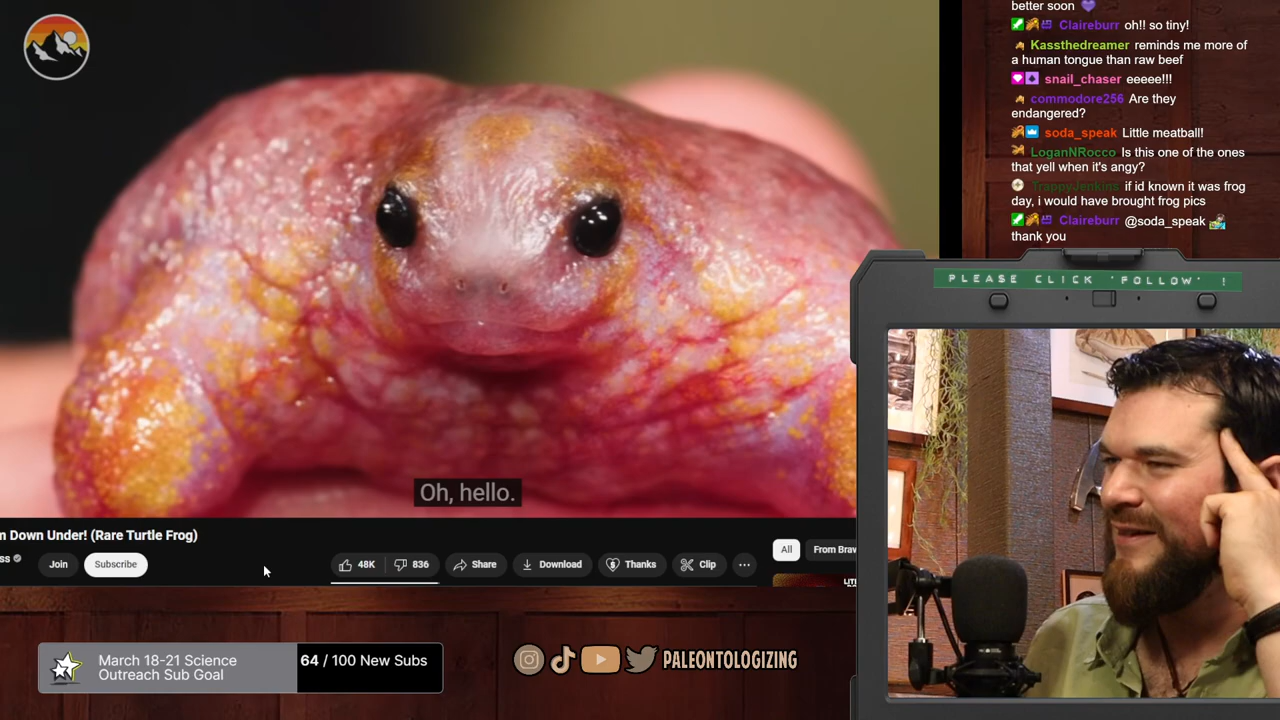 better soon
Claireburr oh!! so tiny!
Kassthedreamer reminds me more of
a human tongue than raw beef
snail_chaser eeeee!!!
commodore256 Are they
endangered?
soda_speak Little meatball!
LoganNRocco Is this one of the ones
that yell when it's angy?
TrappyJenkins if id known it was frog
day, i would have brought frog pics
Claireburr @soda_speak
thank you
PLEASE CLICK 'FOLLOW' !
Oh, hello.
m Down Under! (Rare Turtle Frog)
ss
Join
Subscribe
48K
836
Share
Download
Thanks
Clip
All
From Brav
March 18-21 Science
Outreach Sub Goal
64 / 100 New Subs
PALEONTOLOGIZING